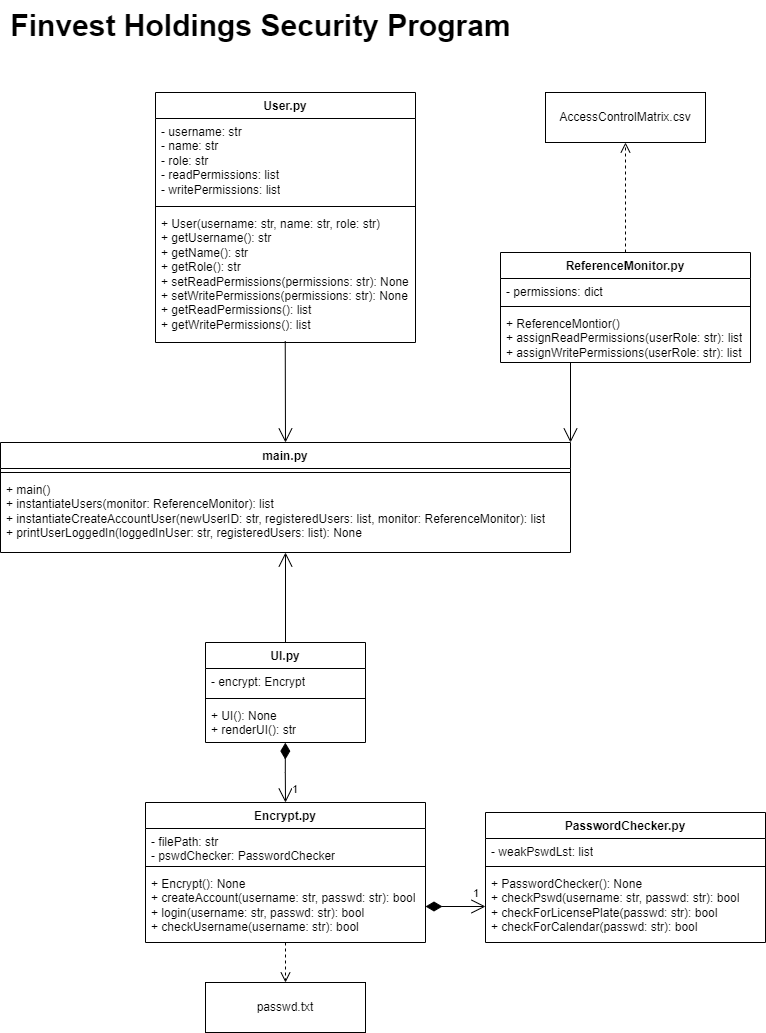 Finvest Holdings Security Program
User.py
- username: str
- name: str
- role: str
- readPermissions: list
- writePermissions: list
+ User(username: str, name: str, role: str)
+ getUsername(): str
+ getName(): str
+ getRole(): str
+ setReadPermissions(permissions: str): None
+ setWritePermissions(permissions: str): None
+ getReadPermissions(): list
+ getWritePermissions(): list
AccessControlMatrix.csv
ReferenceMonitor.py
- permissions: dict
+ ReferenceMontior()
+ assignReadPermissions(userRole: str): list
+ assignWritePermissions(userRole: str): list
main.py
+ main()
+ instantiateUsers(monitor: ReferenceMonitor): list
+ instantiateCreateAccountUser(newUserID: str, registeredUsers: list, monitor: ReferenceMonitor): list
+ printUserLoggedIn(loggedInUser: str, registeredUsers: list): None
UI.py
- encrypt: Encrypt
+ UI(): None
+ renderUI(): str
1
Encrypt.py
- filePath: str
- pswdChecker: PasswordChecker
+ Encrypt(): None
+ createAccount(username: str, passwd: str): bool
+ login(username: str, passwd: str): bool
+ checkUsername(username: str): bool
1
PasswordChecker.py
- weakPswdLst: list
+ PasswordChecker(): None
+ checkPswd(username: str, passwd: str): bool
+ checkForLicensePlate(passwd: str): bool
+ checkForCalendar(passwd: str): bool
passwd.txt